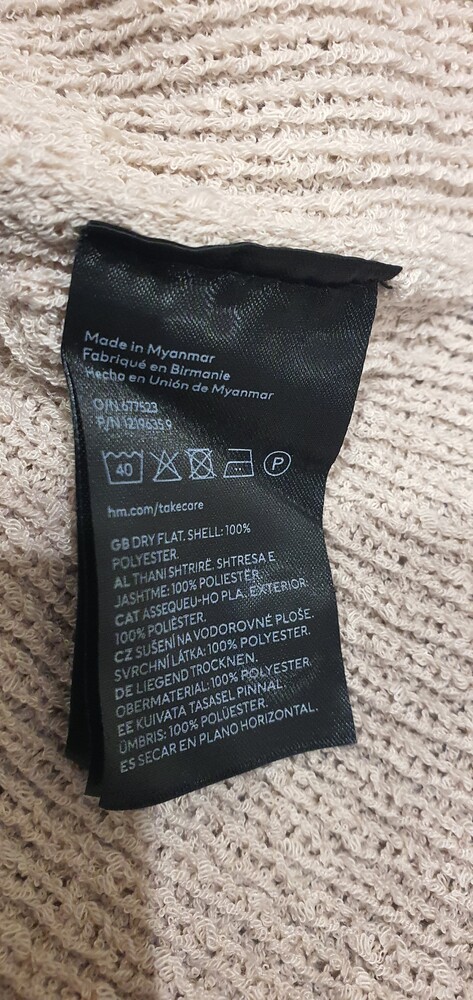 Made in Myanmar
Fabriqué en Birmanie
Hecho en Unión de Myanmar
O/N 677523
P/N 1219635 9
40
P
hm.com/takecare
GB DRY FLAT. SHELL: 100%
POLYESTER.
AL THANI SHTRIRË. SHTRESA E
JASHTME: 100% POLIESTËR.
CAT ASSEQUEU-HO PLA. EXTERIOR:
100% POLIÈSTER.
CZ SUŠENÍ NA VODOROVNÉ PLOŠE.
SVRCHNÍ LÁTKA: 100% POLYESTER.
DE LIEGEND TROCKNEN.
OBERMATERIAL: 100% POLYESTER.
EE KUIVATA TASASEL PINNAL.
ÜMBRIS: 100% POLÜESTER.
ES SECAR EN PLANO HORIZONTAL.